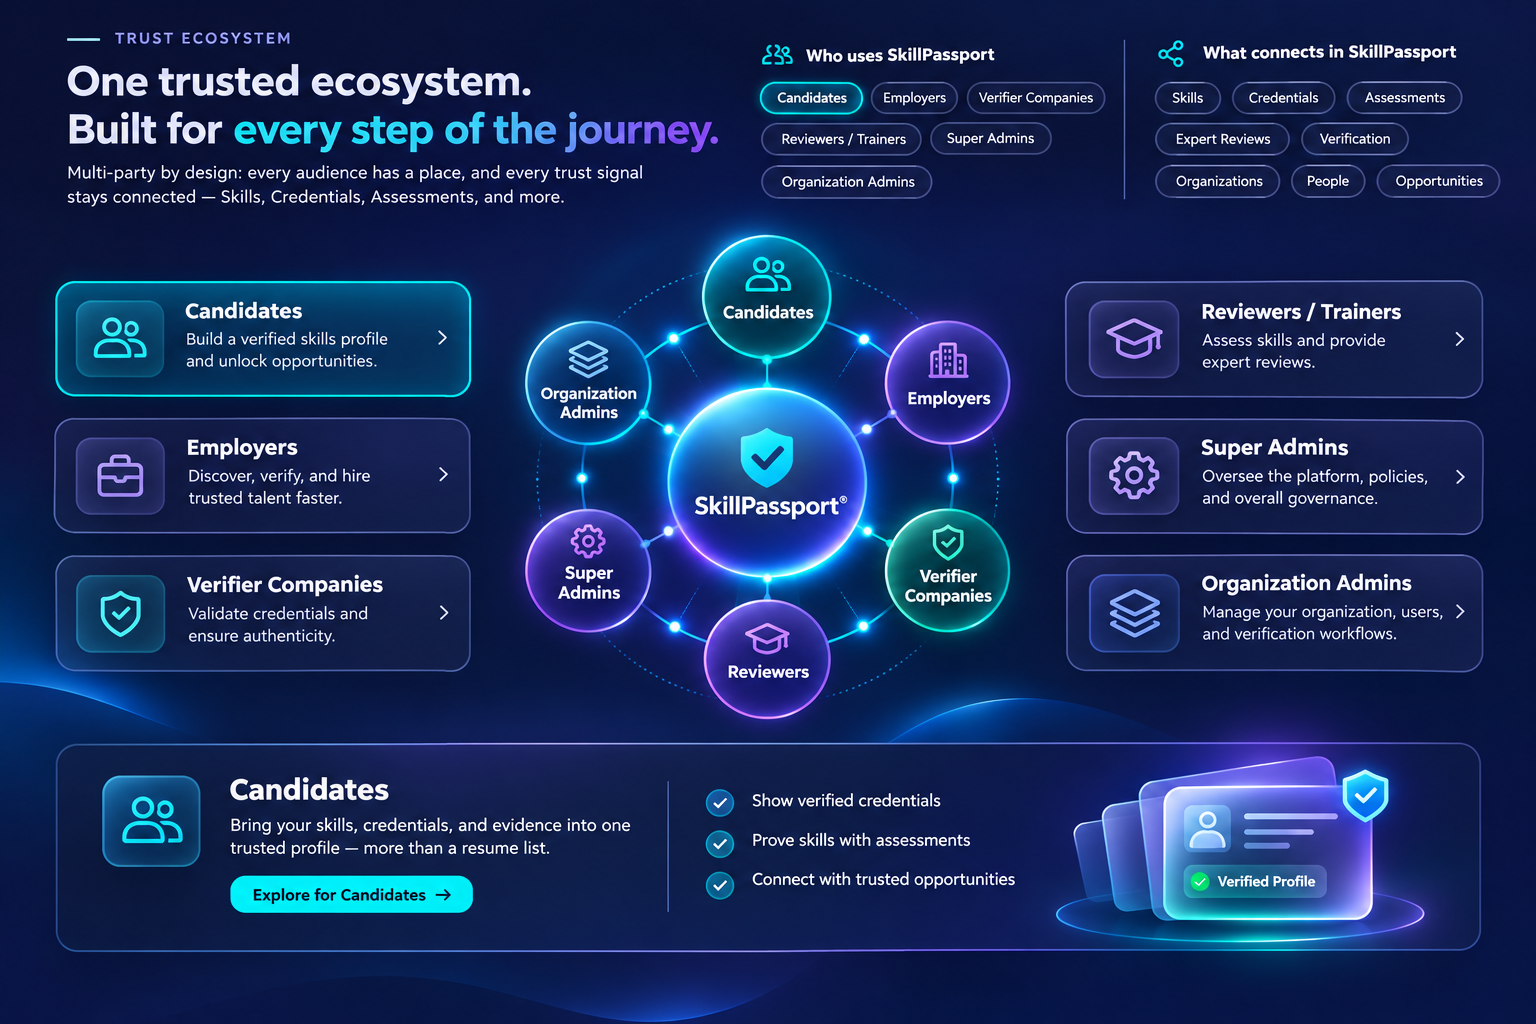 TRUST ECOSYSTEM
One trusted ecosystem.
Built for every step of the journey.
Multi-party by design: every audience has a place, and every trust signal
stays connected — Skills, Credentials, Assessments, and more.
Who uses SkillPassport
Candidates
Employers
Verifier Companies
Reviewers / Trainers
Super Admins
Organization Admins
What connects in SkillPassport
Skills
Credentials
Assessments
Expert Reviews
Verification
Organizations
People
Opportunities
Candidates
Build a verified skills profile
and unlock opportunities.
Employers
Discover, verify, and hire
trusted talent faster.
Verifier Companies
Validate credentials and
ensure authenticity.
Candidates
Organization
Admins
Employers
SkillPassport®
Super
Admins
Verifier
Companies
Reviewers
Reviewers / Trainers
Assess skills and provide
expert reviews.
Super Admins
Oversee the platform, policies,
and overall governance.
Organization Admins
Manage your organization, users,
and verification workflows.
Candidates
Bring your skills, credentials, and evidence into one
trusted profile — more than a resume list.
Explore for Candidates →
Show verified credentials
Prove skills with assessments
Connect with trusted opportunities
Verified Profile